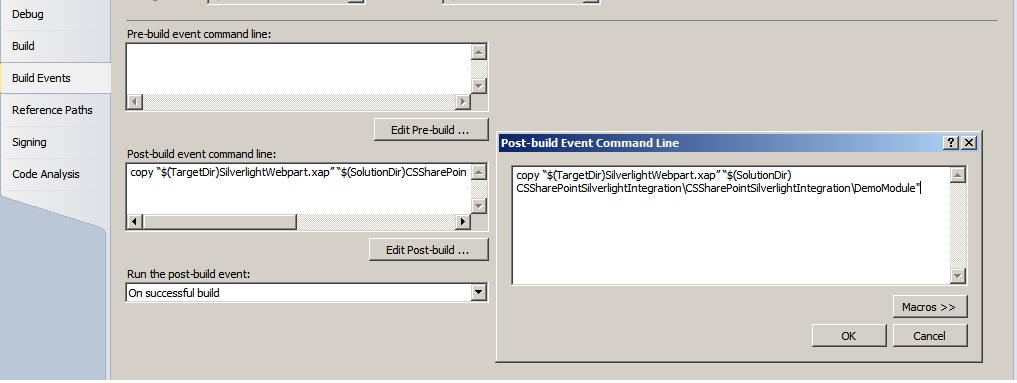 Debug
Build
Build Events
Reference Paths
Signing
Code Analysis
Pre-build event command line:
Edit Pre-build ...
Post-build event command line:
copy “$(TargetDir)SilverlightWebpart.xap” “$(SolutionDir)CSSharePoin
Edit Post-build ...
Run the post-build event:
On successful build
Post-build Event Command Line
copy “$(TargetDir)SilverlightWebpart.xap” “$(SolutionDir)
CSSharePointSilverlightIntegration\CSSharePointSilverlightIntegration\DemoModule"
Macros >>
OK
Cancel